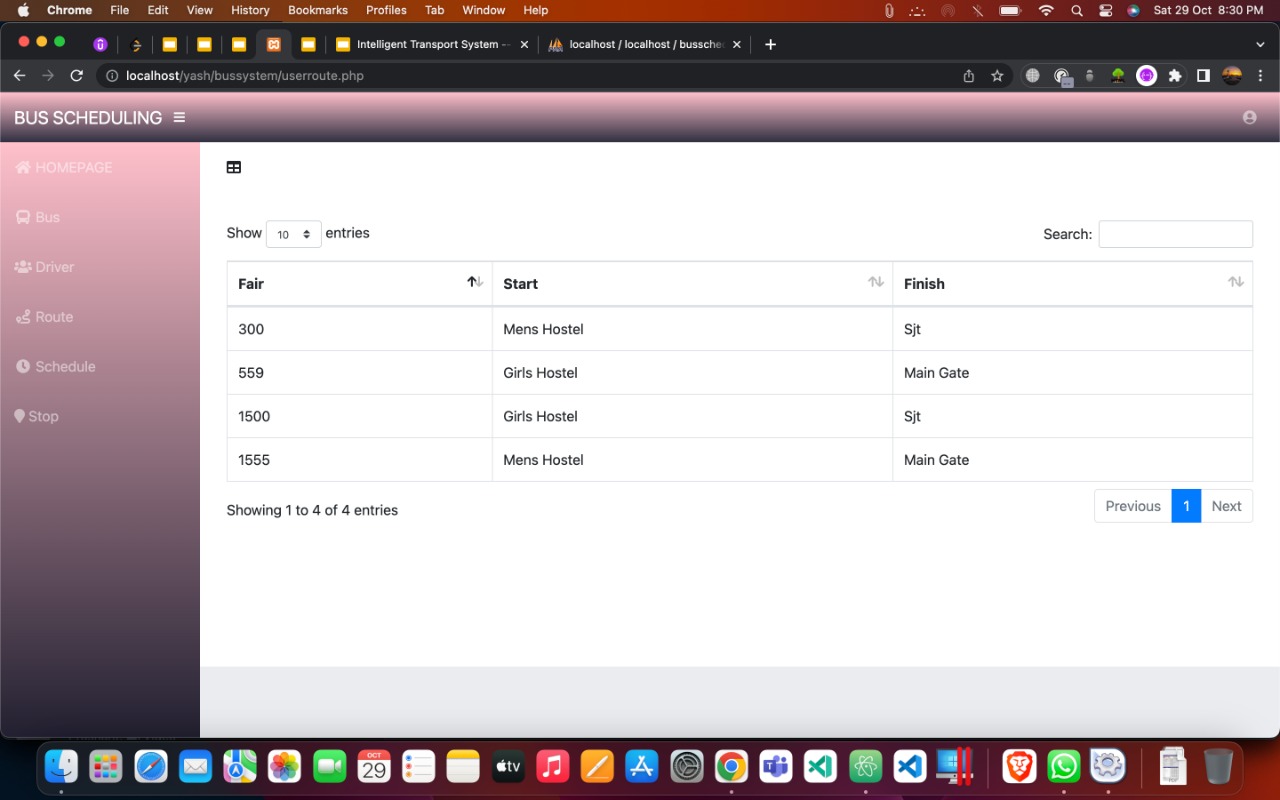 Chrome File Edit View History Bookmarks Profiles Tab Window Help Sat 29 Oct 8:30 PM
Intelligent Transport System -- localhost / localhost / bussche
localhost/yash/bussystem/userroute.php
BUS SCHEDULING
HOMEPAGE
Bus
Driver
Route
Schedule
Stop
Show 10 entries Search:
Fair Start Finish
300 Mens Hostel Sjt
559 Girls Hostel Main Gate
1500 Girls Hostel Sjt
1555 Mens Hostel Main Gate
Showing 1 to 4 of 4 entries Previous 1 Next
OCT
29
tv